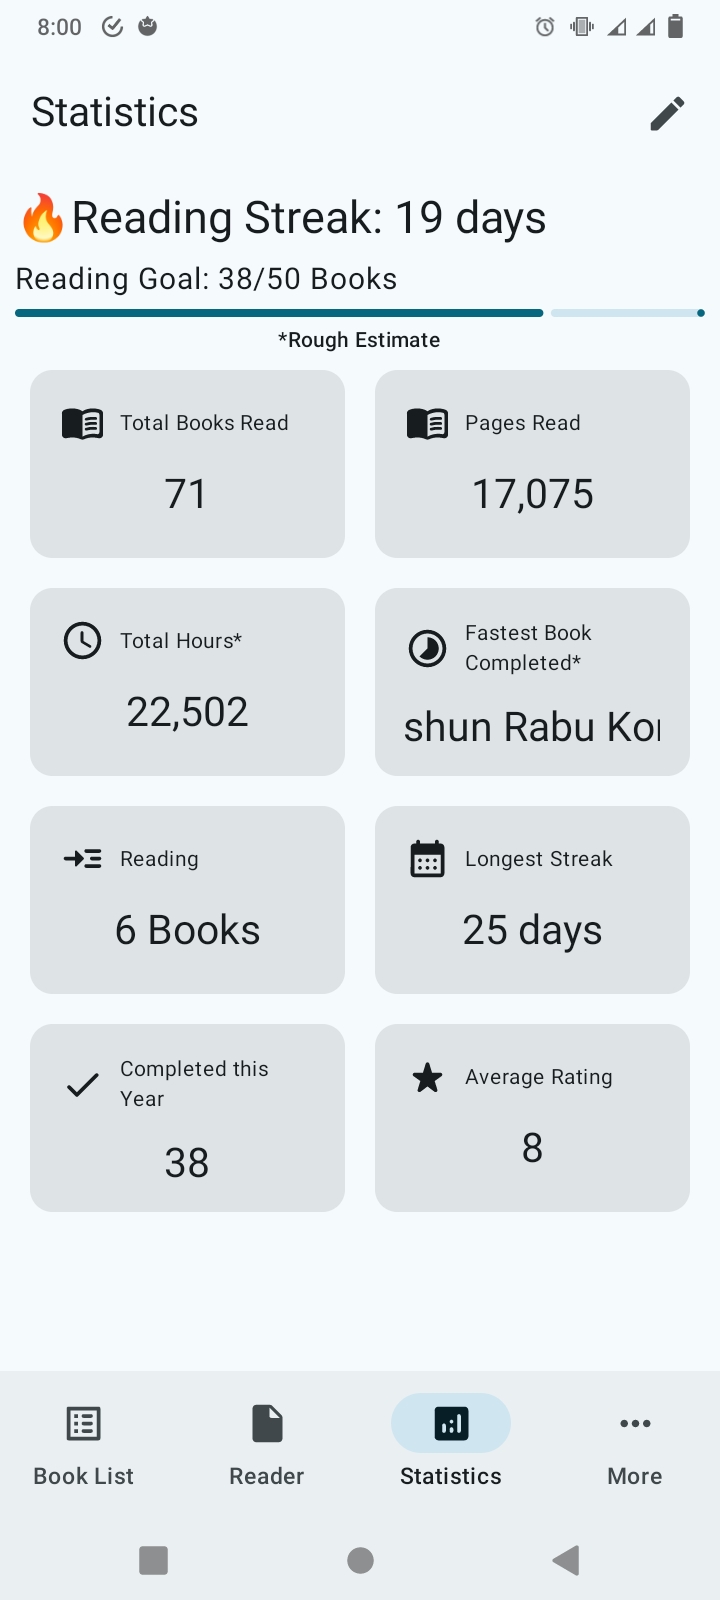 8:00
Statistics
🔥Reading Streak: 19 days
Reading Goal: 38/50 Books
*Rough Estimate
Total Books Read
71
Pages Read
17,075
Total Hours*
22,502
Fastest Book
Completed*
shun Rabu Ko
Reading
6 Books
Longest Streak
25 days
Completed this
Year
38
Average Rating
8
Book List
Reader
Statistics
More